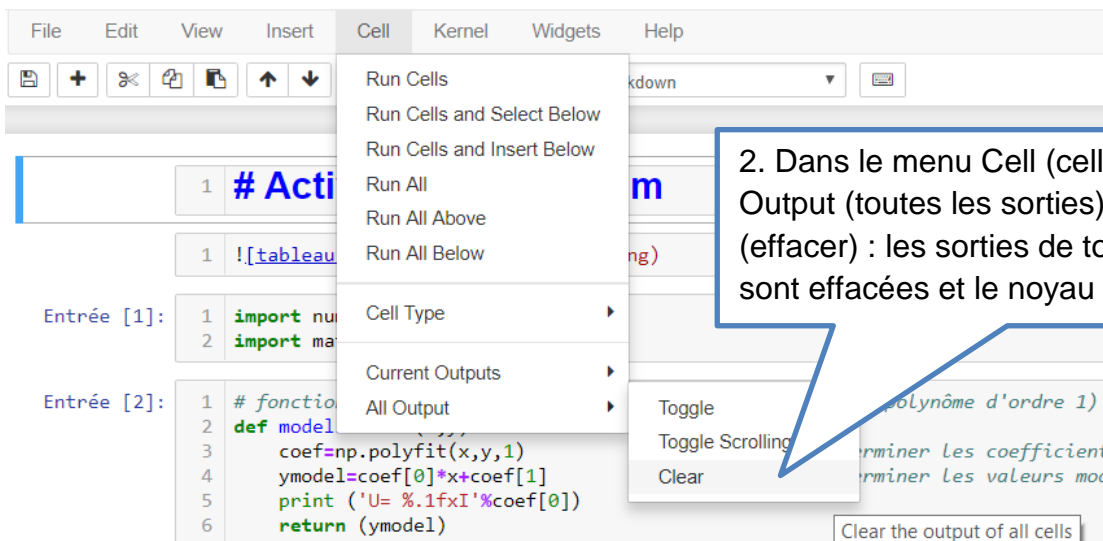 File Edit View Insert Cell Kernel Widgets Help
Run Cells
Run Cells and Select Below
Run Cells and Insert Below
Run All
Run All Above
Run All Below
Cell Type
Current Outputs
All Output
Toggle
Toggle Scrolling
Clear
kdown
2. Dans le menu Cell (cell
Output (toutes les sorties)
(effacer) : les sorties de to
sont effacées et le noyau
1 # Acti m
1 ![tableau ng)
Entrée [1]:
1 import nu
2 import ma
Entrée [2]:
1 # fonctio polynôme d'ordre 1)
2 def model
3 coef=np.polyfit(x,y,1) erminer les coefficient
4 ymodel=coef[0]*x+coef[1] erminer les valeurs mod
5 print ('U= %.1fxI'%coef[0])
6 return (ymodel)
Clear the output of all cells